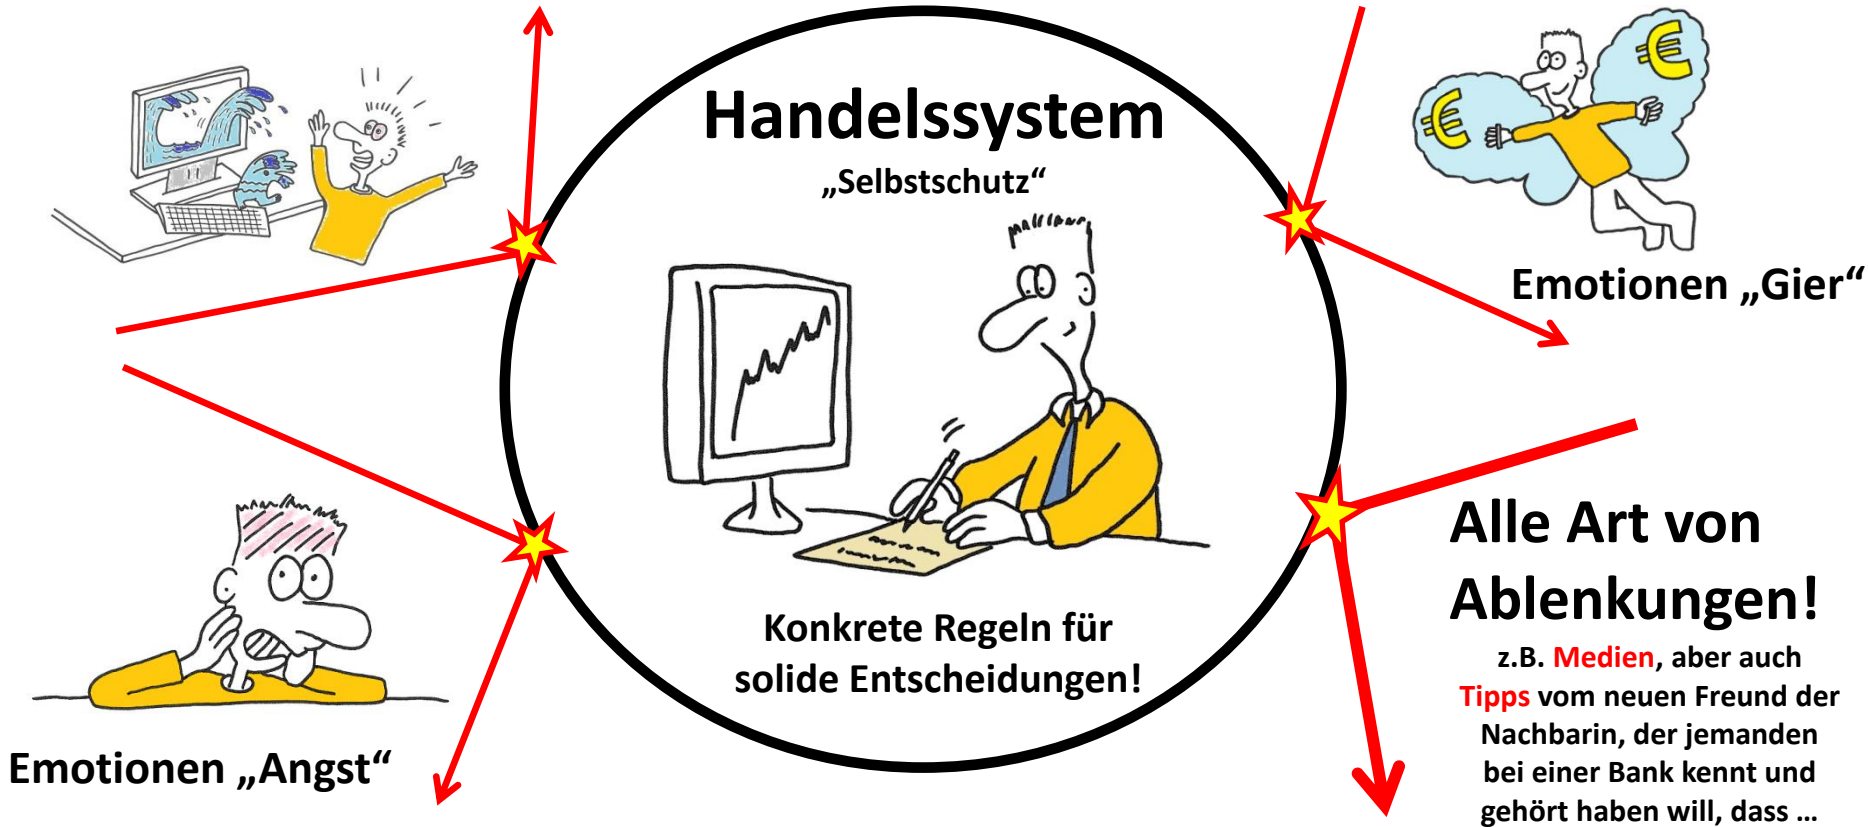 Handelssystem
„Selbstschutz“
Konkrete Regeln für
solide Entscheidungen!
Emotionen „Gier“
Emotionen „Angst“
Alle Art von
Ablenkungen!
z.B. Medien, aber auch
Tipps vom neuen Freund der
Nachbarin, der jemanden
bei einer Bank kennt und
gehört haben will, dass ...
€
€